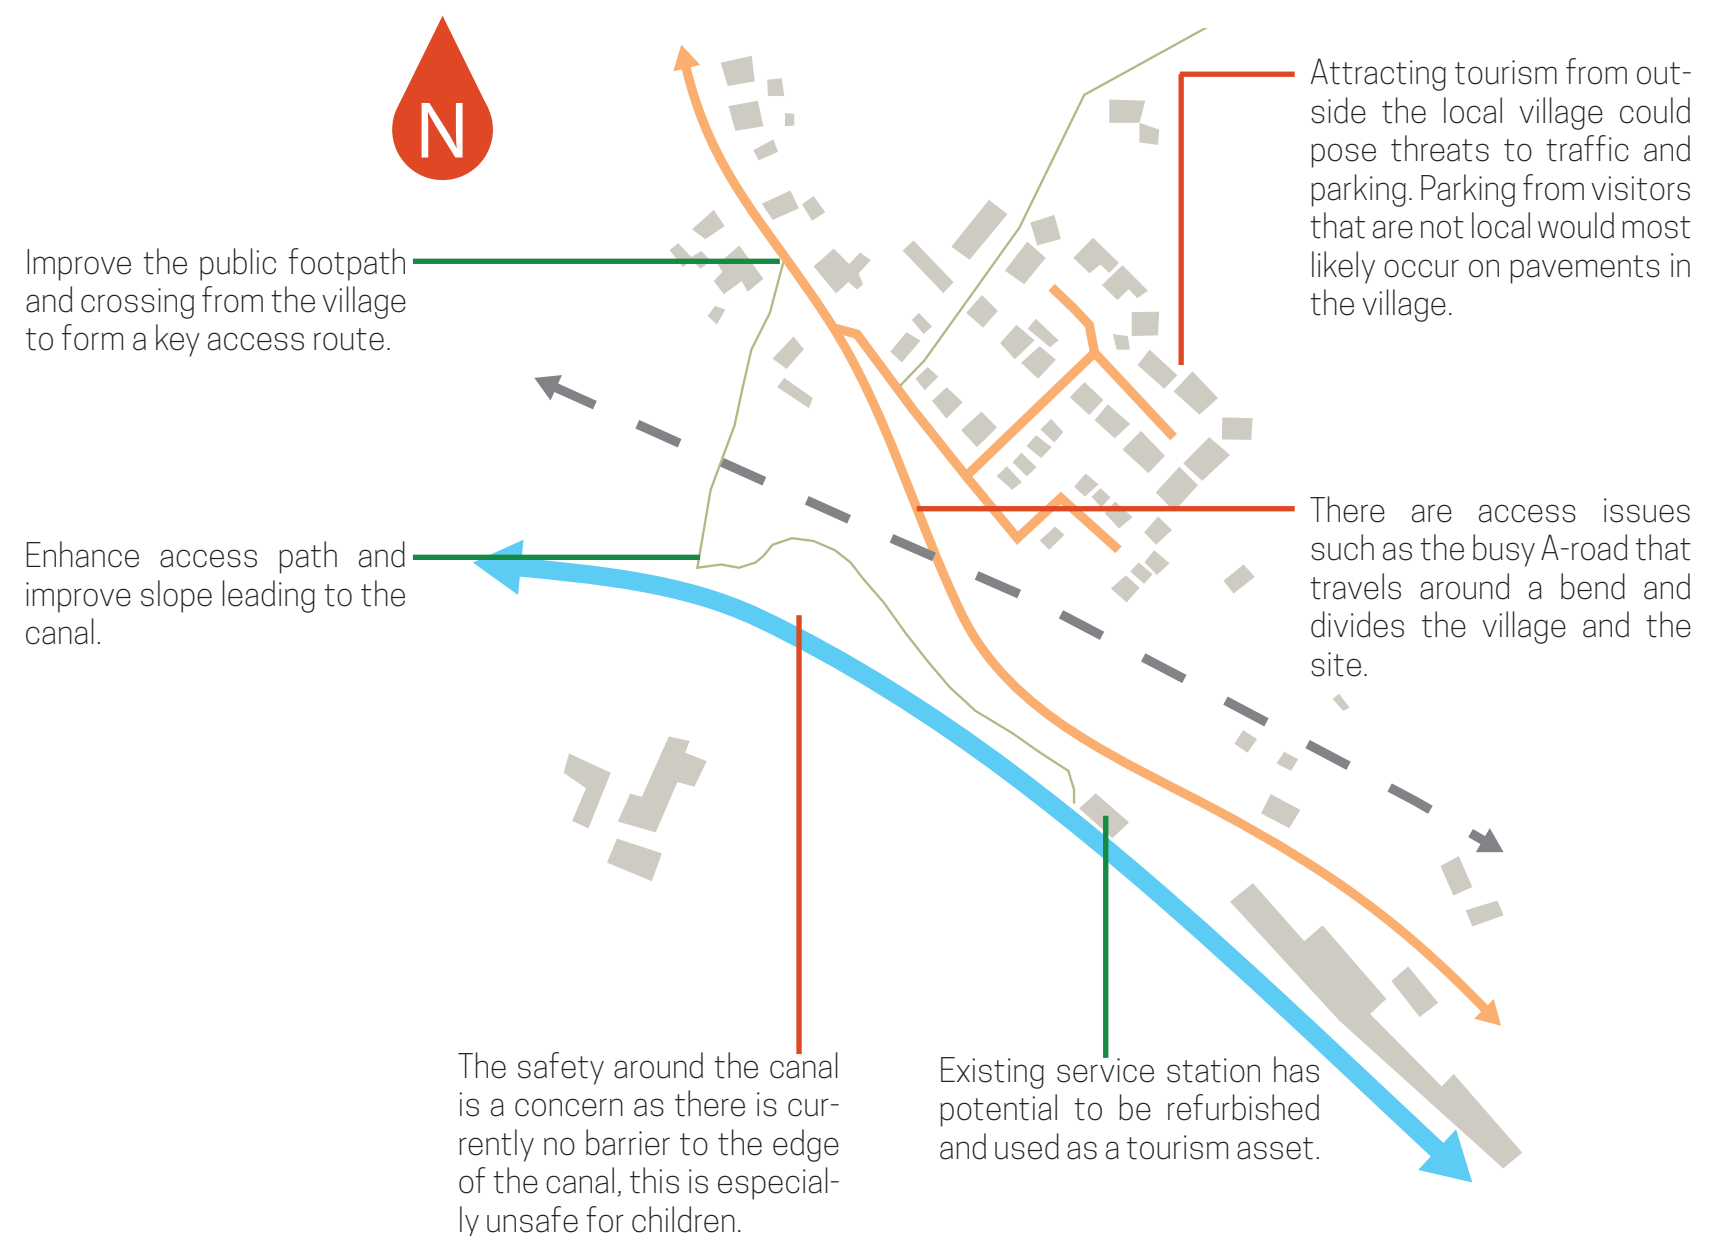 N
Attracting tourism from out-
side the local village could
pose threats to traffic and
parking. Parking from visitors
that are not local would most
likely occur on pavements in
the village.
Improve the public footpath
and crossing from the village
to form a key access route.
There are access issues
such as the busy A-road that
travels around a bend and
divides the village and the
site.
Enhance access path and
improve slope leading to the
canal.
The safety around the canal
is a concern as there is cur-
rently no barrier to the edge
of the canal, this is especial-
ly unsafe for children.
Existing service station has
potential to be refurbished
and used as a tourism asset.